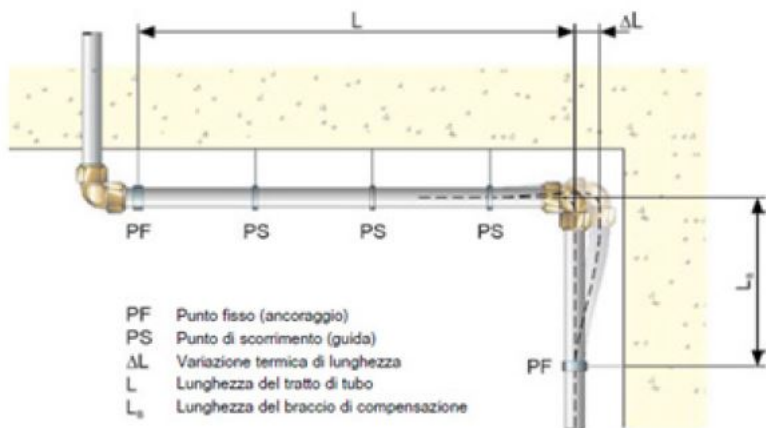 L ΔL
PF PS PS PS
Lₛ
PF
PF Punto fisso (ancoraggio)
PS Punto di scorrimento (guida)
ΔL Variazione termica di lunghezza
L Lunghezza del tratto di tubo
Lₛ Lunghezza del braccio di compensazione